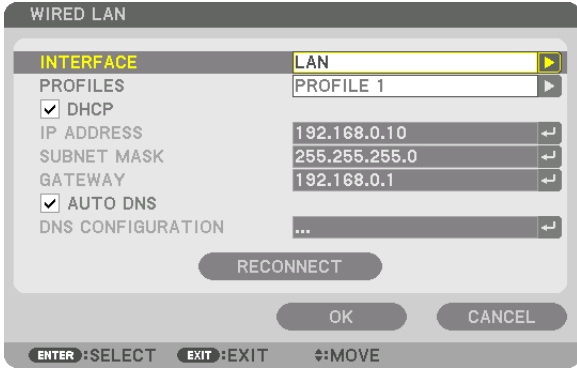 WIRED LAN
INTERFACE LAN
PROFILES PROFILE 1
DHCP
IP ADDRESS 192.168.0.10
SUBNET MASK 255.255.255.0
GATEWAY 192.168.0.1
AUTO DNS
DNS CONFIGURATION ...
RECONNECT
OK CANCEL
ENTER:SELECT EXIT:EXIT :MOVE